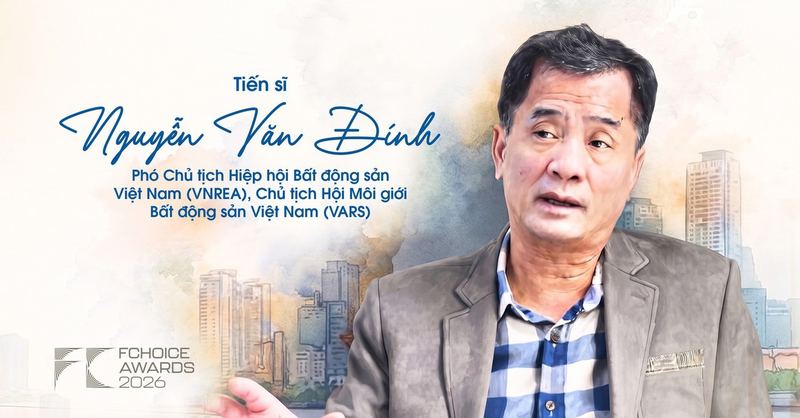 Tiến sĩ
Nguyễn Văn Đính
Phó Chủ tịch Hiệp hội Bất động sản
Việt Nam (VNREA), Chủ tịch Hội Môi giới
Bất động sản Việt Nam (VARS)
FC FCHOICE
AWARDS
2026